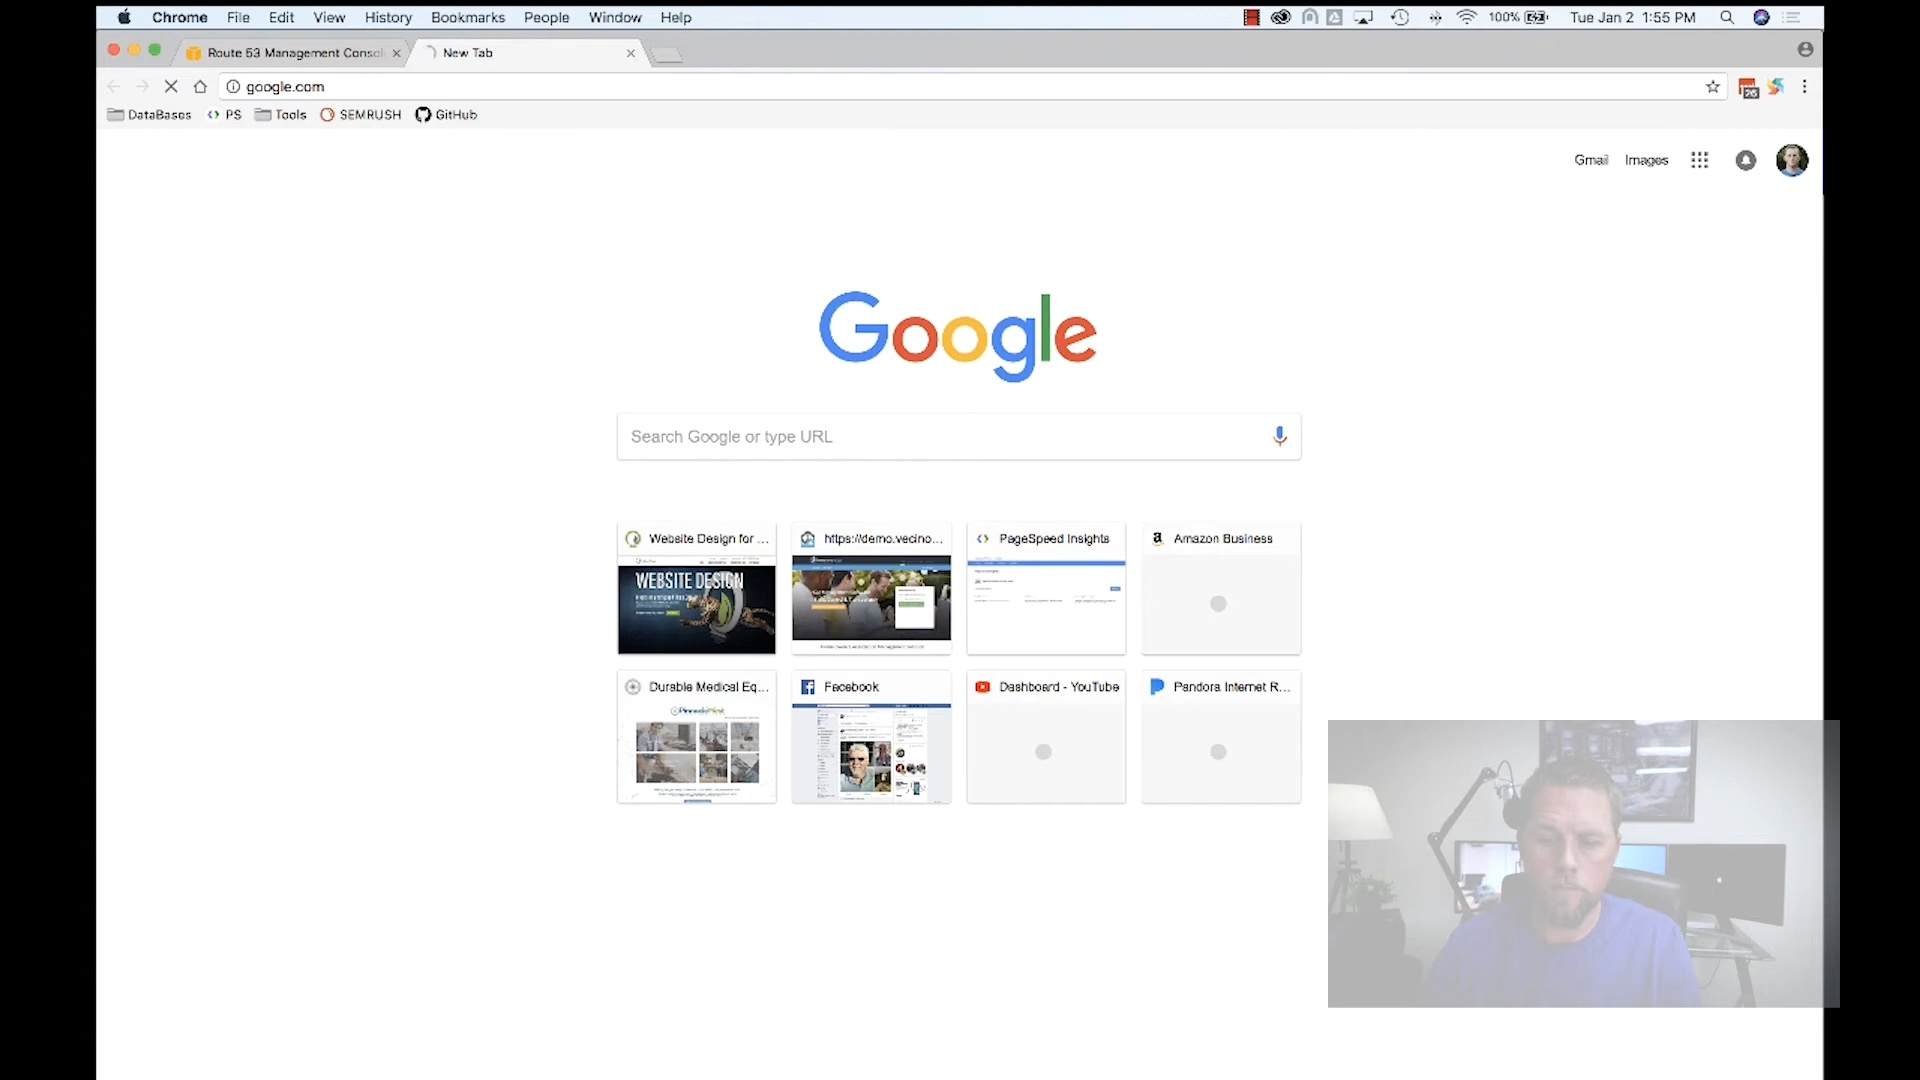 Chrome File Edit View History Bookmarks People Window Help 100% Tue Jan 2 1:55 PM
Route 53 Management Consol New Tab
google.com
26
DataBases PS Tools SEMRUSH GitHub
Gmail Images
Google
Search Google or type URL
Website Design for ... https://demo.vecino... PageSpeed Insights Amazon Business
WEBSITE DESIGN
Durable Medical Eq... Facebook Dashboard - YouTube Pandora Internet R...